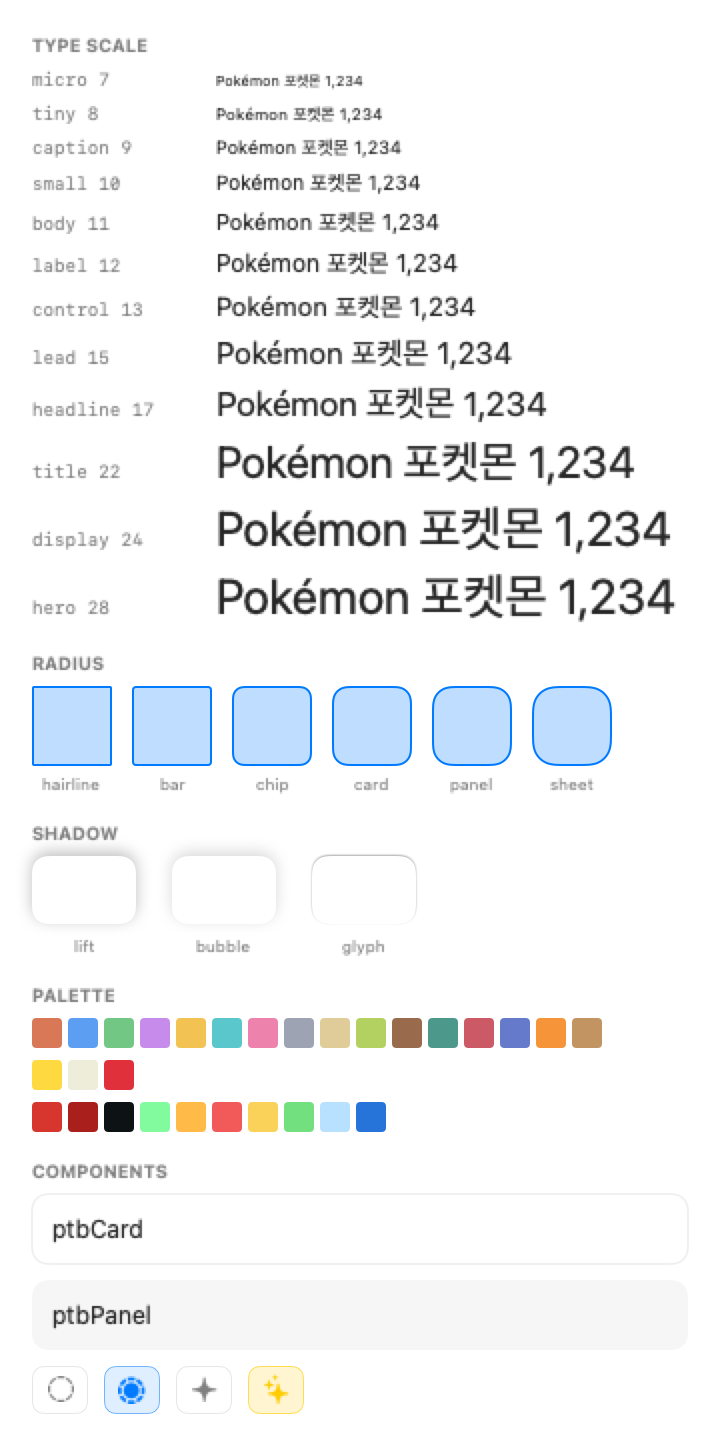 TYPE SCALE
micro 7 Pokémon 포켓몬 1,234
tiny 8 Pokémon 포켓몬 1,234
caption 9 Pokémon 포켓몬 1,234
small 10 Pokémon 포켓몬 1,234
body 11 Pokémon 포켓몬 1,234
label 12 Pokémon 포켓몬 1,234
control 13 Pokémon 포켓몬 1,234
lead 15 Pokémon 포켓몬 1,234
headline 17 Pokémon 포켓몬 1,234
title 22 Pokémon 포켓몬 1,234
display 24 Pokémon 포켓몬 1,234
hero 28 Pokémon 포켓몬 1,234
RADIUS
hairline bar chip card panel sheet
SHADOW
lift bubble glyph
PALETTE
COMPONENTS
ptbCard
ptbPanel